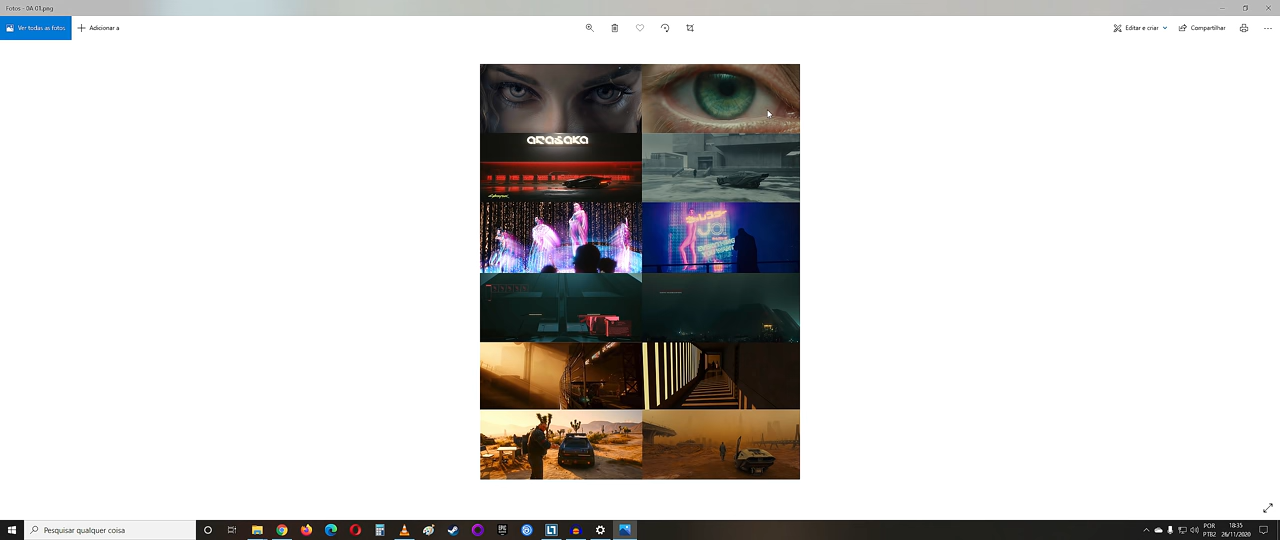 Fotos - 0A 01.png
Ver todas as fotos
Adicionar a
Editar e criar
Compartilhar
arasaka
Pesquisar qualquer coisa
POR
PTB2
18:35
26/11/2020